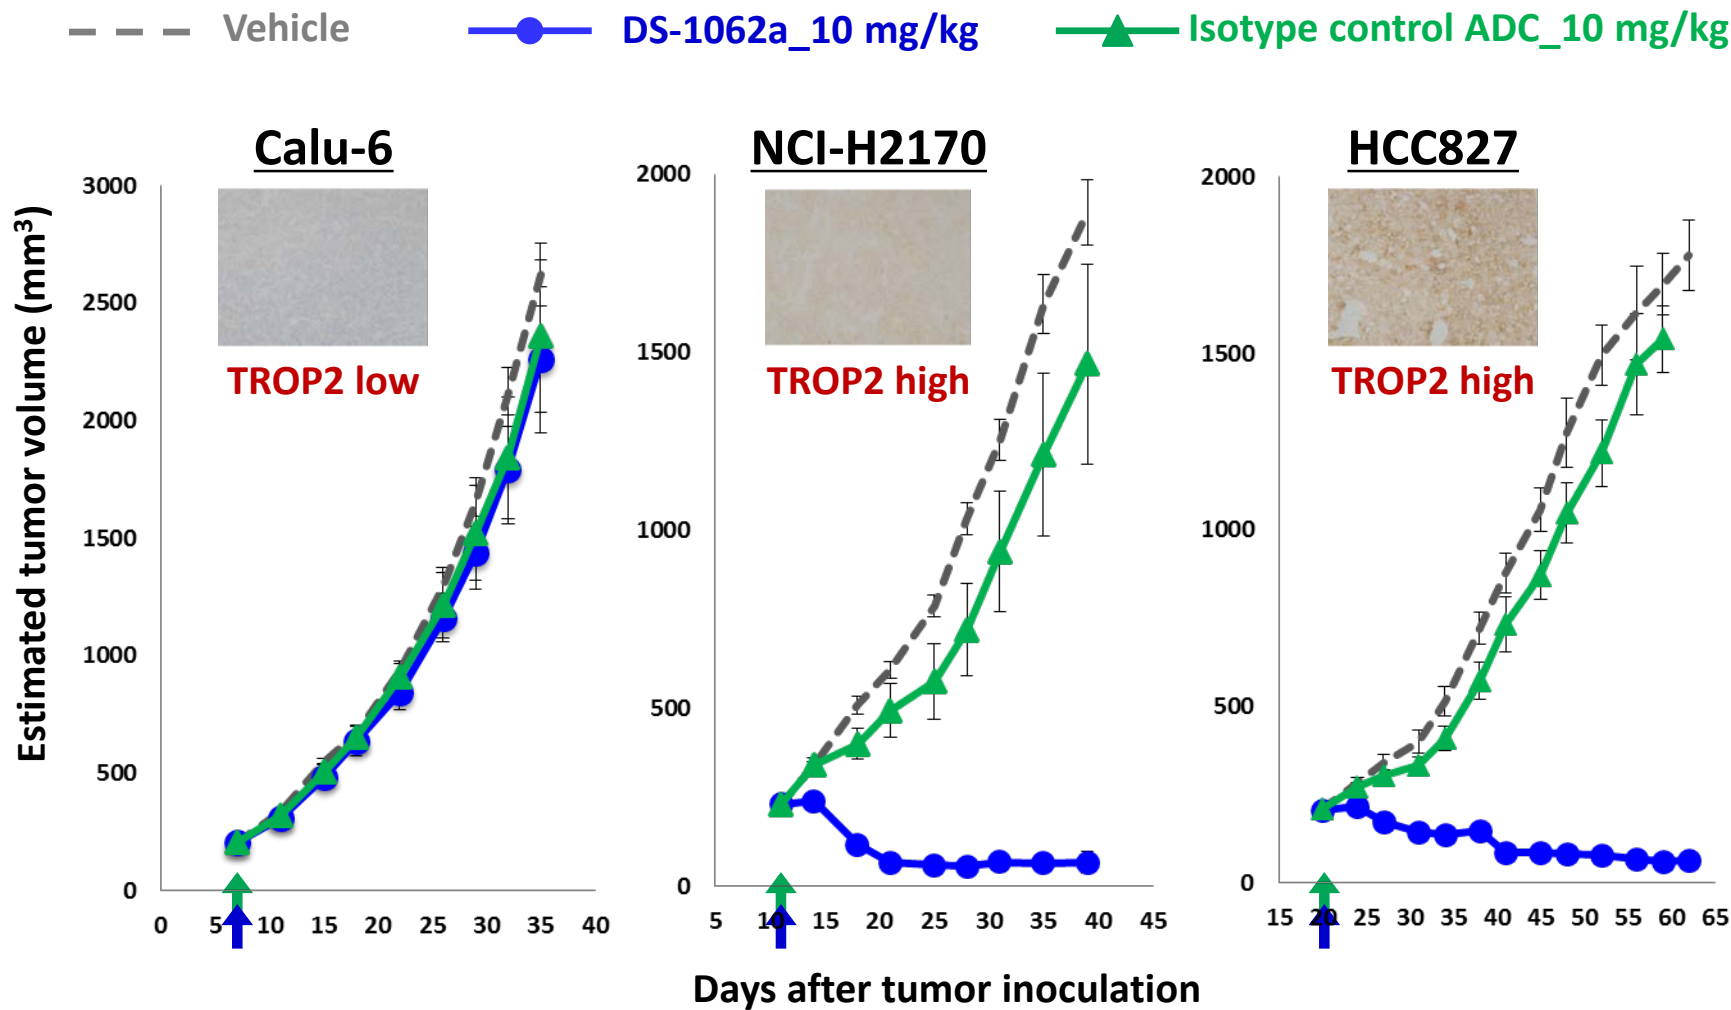 Vehicle
DS-1062a_10 mg/kg
Isotype control ADC_10 mg/kg
Estimated tumor volume (mm³)
Calu-6
TROP2 low
3000
2500
2000
1500
1000
500
0
0 5 10 15 20 25 30 35 40
NCI-H2170
TROP2 high
2000
1500
1000
500
0
5 10 15 20 25 30 35 40 45
HCC827
TROP2 high
2000
1500
1000
500
0
15 20 25 30 35 40 45 50 55 60 65
Days after tumor inoculation